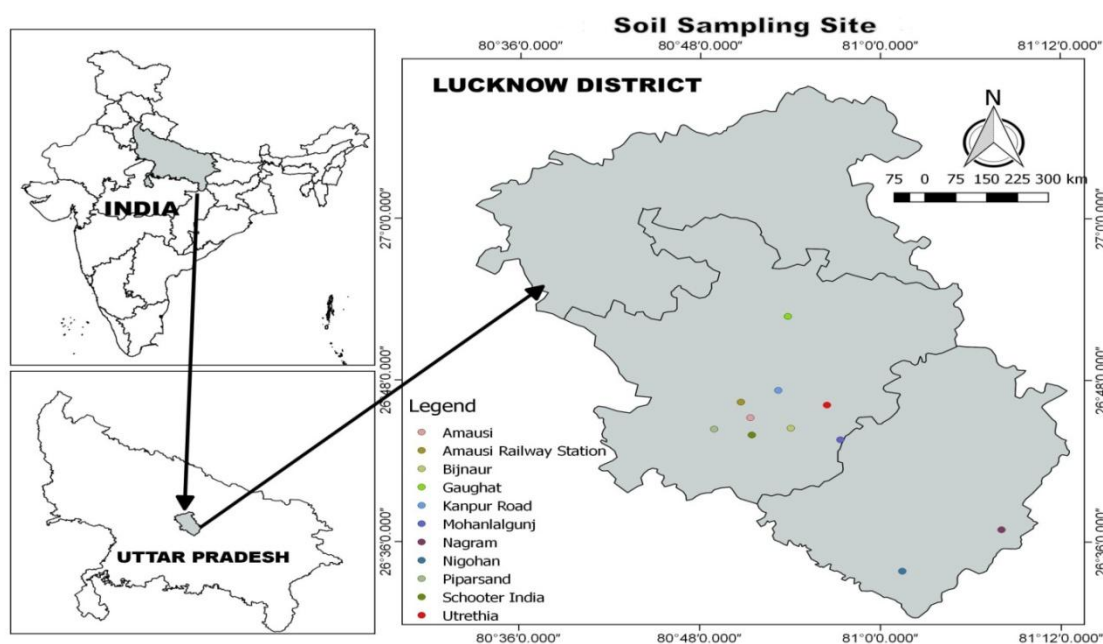 Soil Sampling Site
80°36'0.000" 80°48'0.000" 81°0'0.000" 81°12'0.000"
LUCKNOW DISTRICT
N
75 0 75 150 225 300 km
INDIA
27°0'0.000"
26°48'0.000"
26°36'0.000"
UTTAR PRADESH
Legend
Amausi
Amausi Railway Station
Bijnaur
Gaughat
Kanpur Road
Mohanlalgunj
Nagram
Nigohan
Piparsand
Schooter India
Utrethia
27°0'0.000"
26°48'0.000"
26°36'0.000"
80°36'0.000" 80°48'0.000" 81°0'0.000" 81°12'0.000"